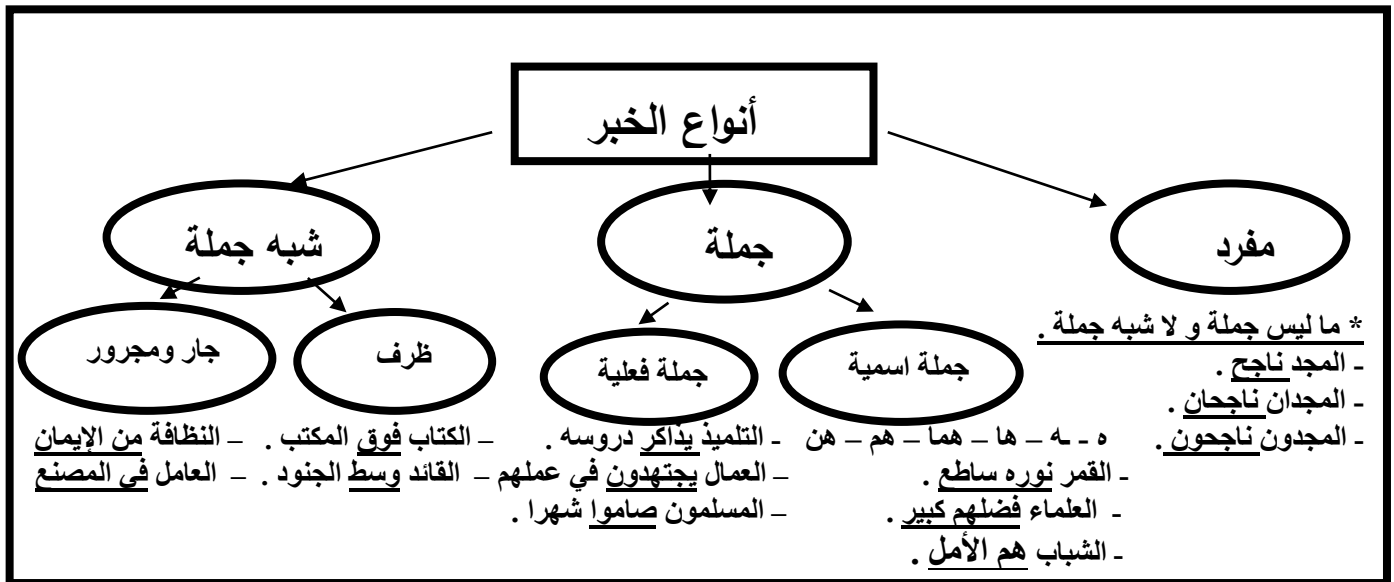 أنواع الخبر
مفرد
جملة
شبه جملة
جملة اسمية
جملة فعلية
ظرف
جار ومجرور
* ما ليس جملة و لا شبه جملة .
- المجد ناجح .
- المجدان ناجحان .
- المجدون ناجحون .
ه - ـه – ها – هما – هم – هن
- القمر نوره ساطع .
- العلماء فضلهم كبير .
- الشباب هم الأمل .
- التلميذ يذاكر دروسه .
– العمال يجتهدون في عملهم
– المسلمون صاموا شهرا .
– الكتاب فوق المكتب .
– القائد وسط الجنود .
– النظافة من الإيمان
– العامل في المصنع